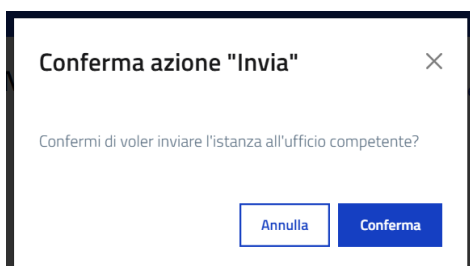 Conferma azione "Invia"
Confermi di voler inviare l'istanza all'ufficio competente?
Annulla
Conferma